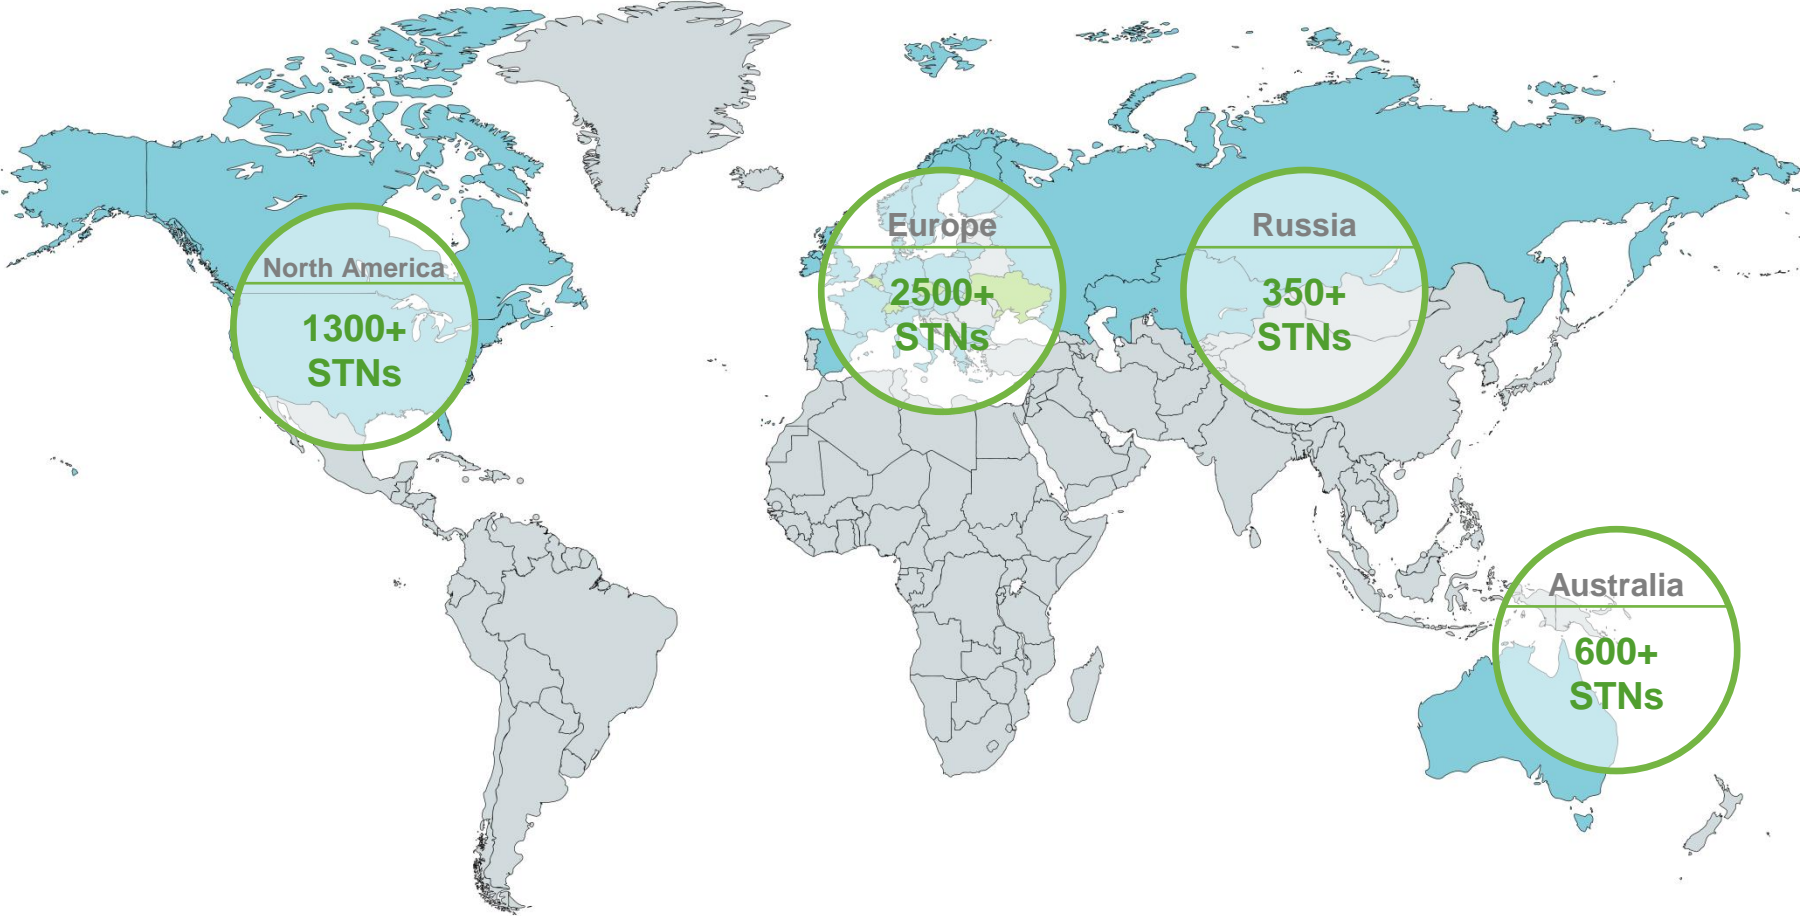 North America
1300+
STNs
Europe
2500+
STNs
Russia
350+
STNs
Australia
600+
STNs